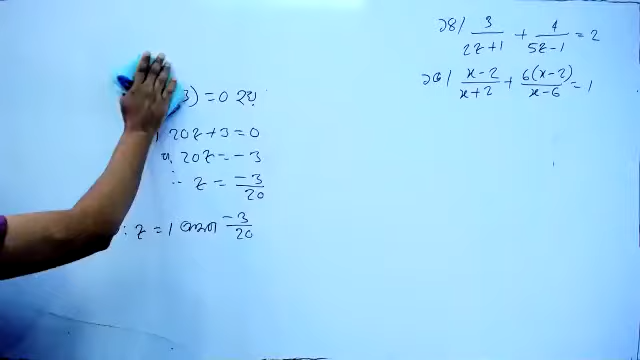 ২৪/ 3/(2z+1) + 4/(5z-1) = 2
২৫/ (x-2)/(x+2) + 6(x-2)/(x-6) = 1
3) = 0 হয়
20z + 3 = 0
বা, 20z = -3
∴ z = -3/20
: z = 1 অথবা -3/20